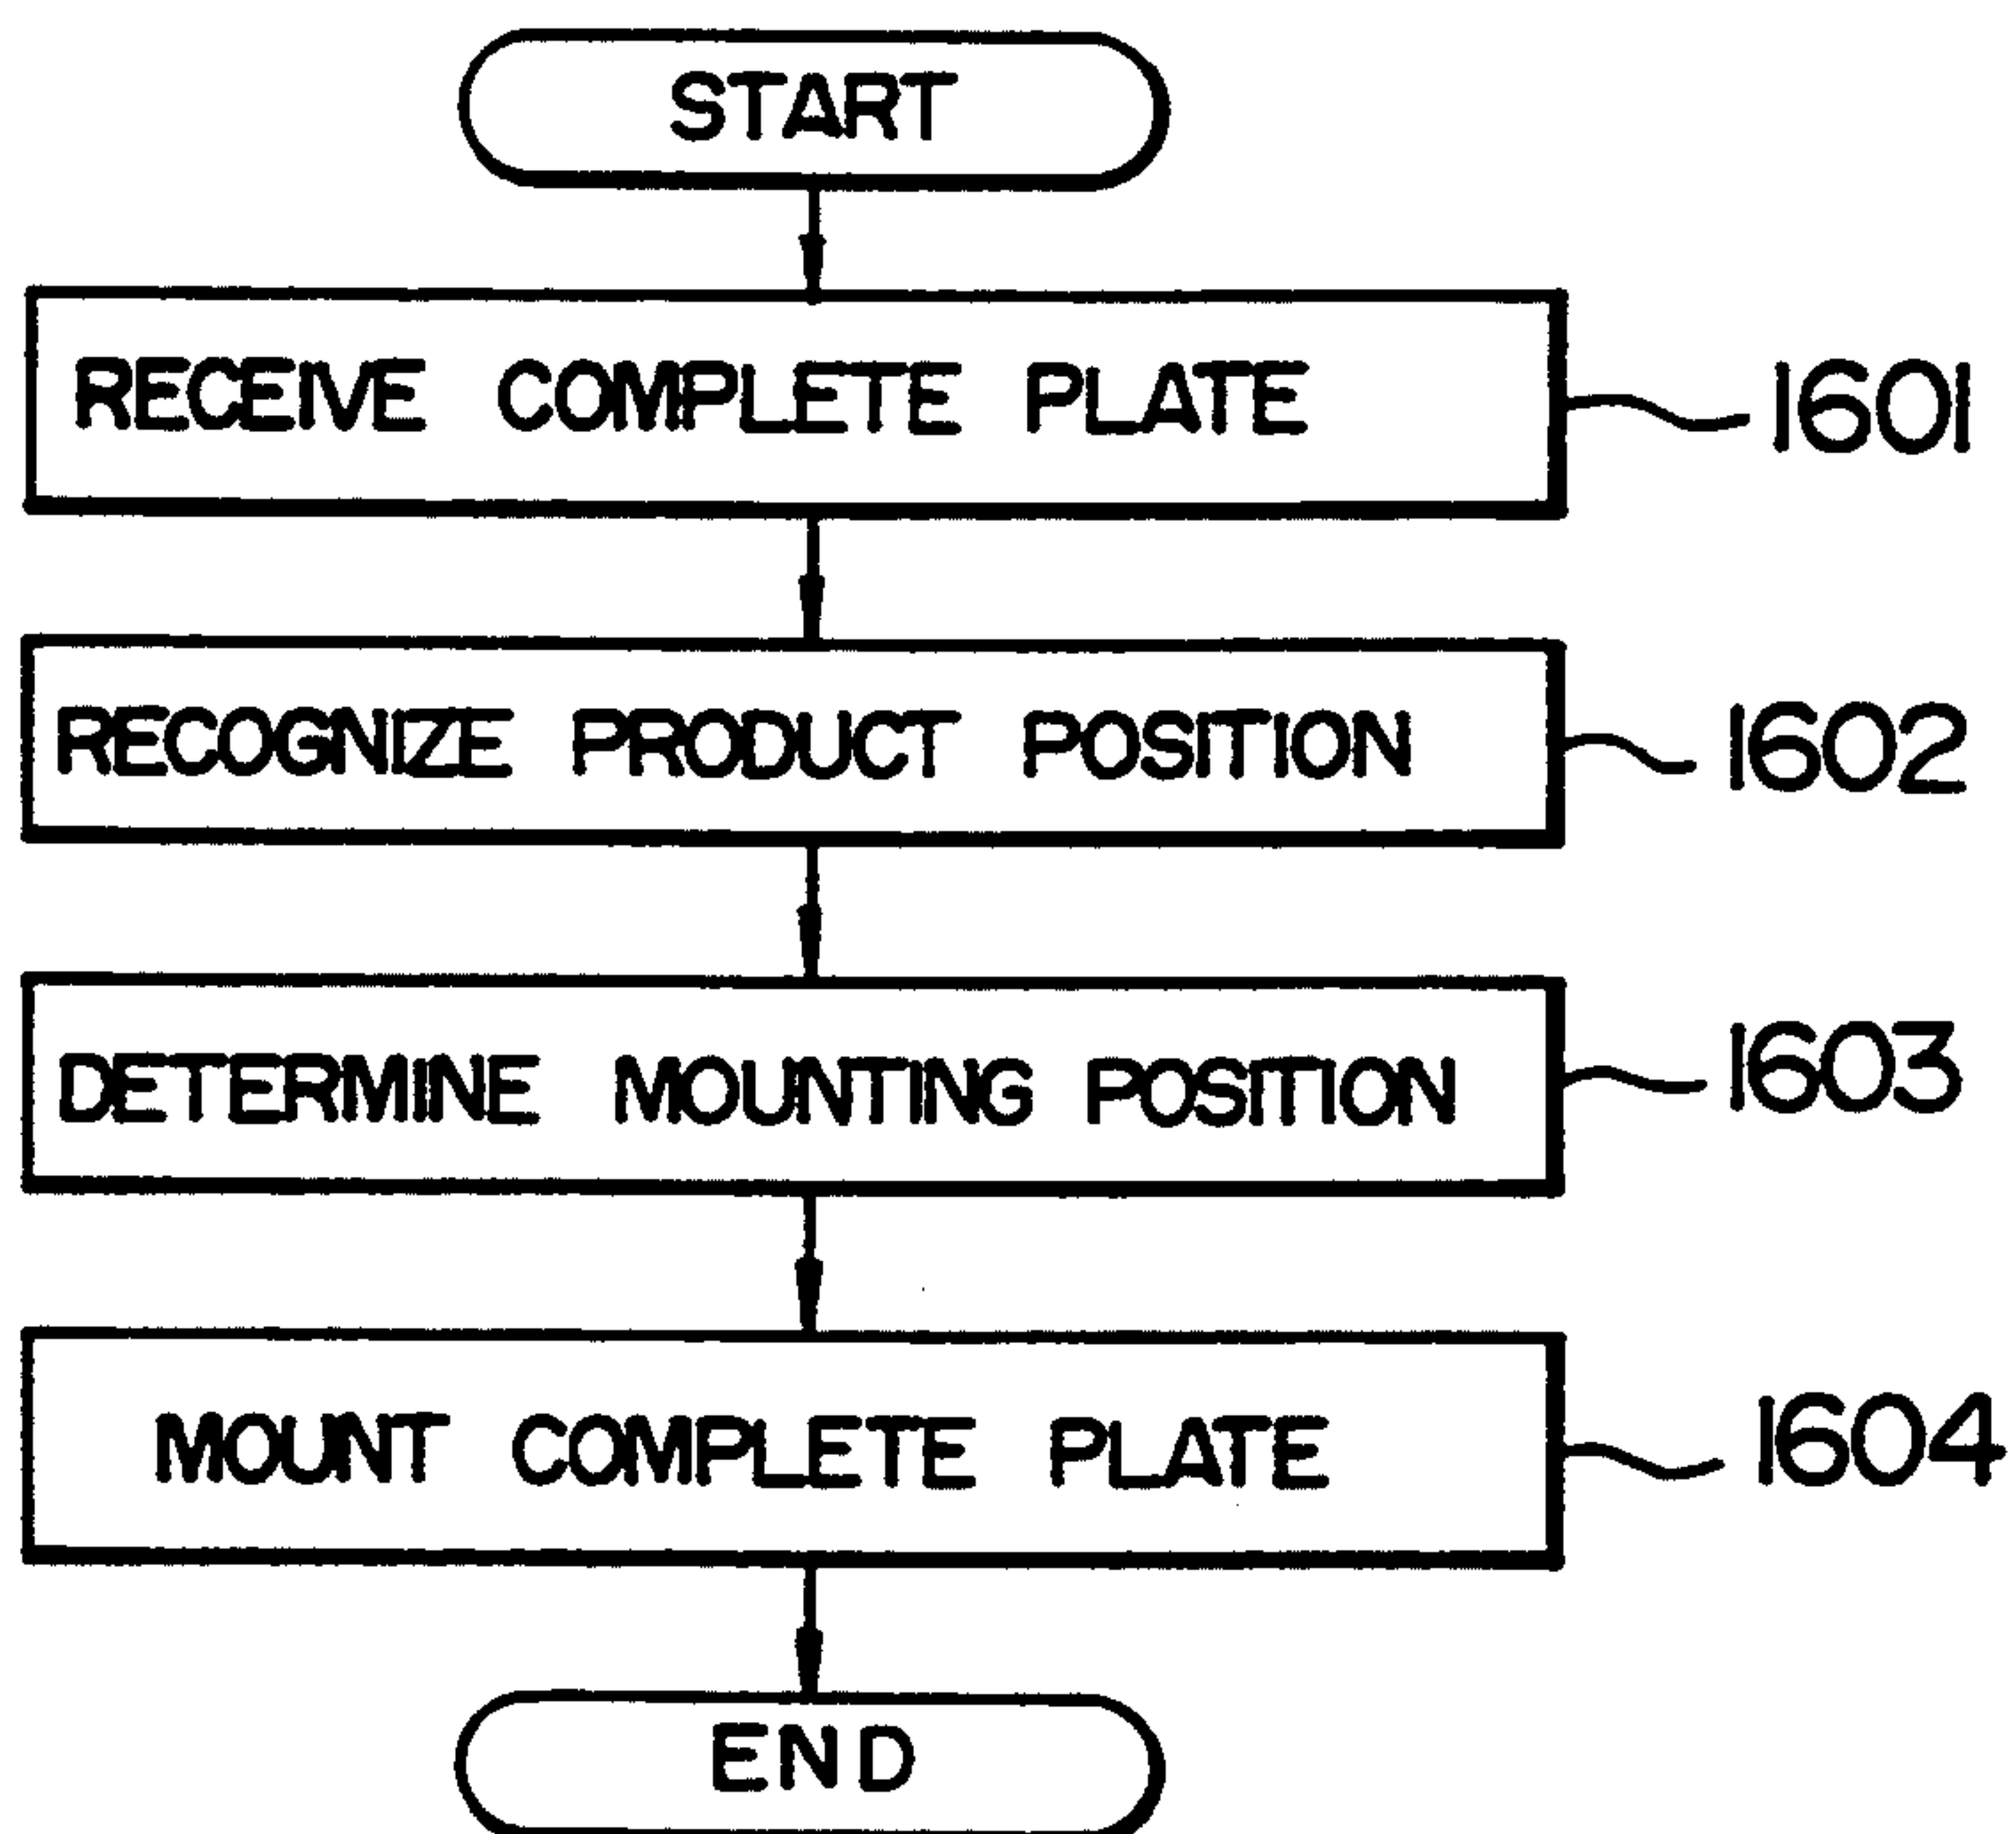 START
RECEIVE COMPLETE PLATE 1601
RECOGNIZE PRODUCT POSITION 1602
DETERMINE MOUNTING POSITION 1603
MOUNT COMPLETE PLATE 1604
END